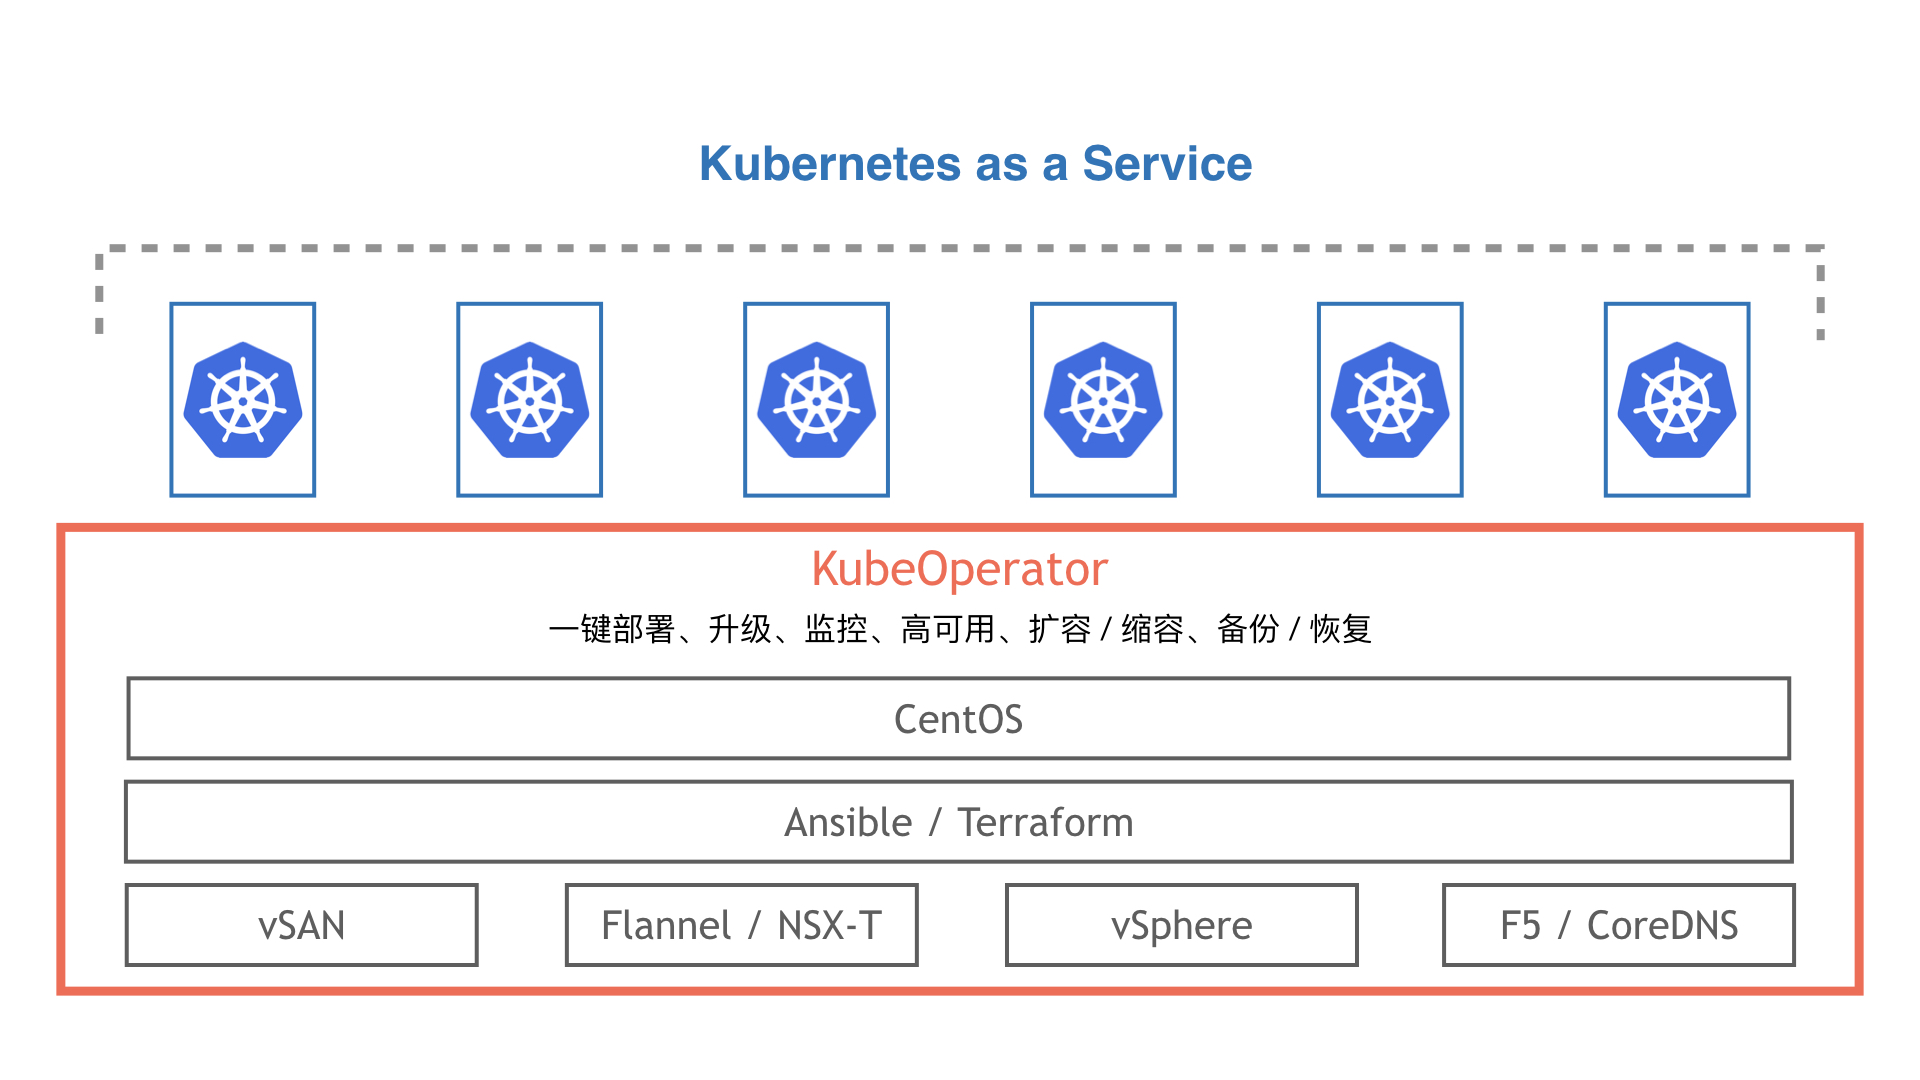 Kubernetes as a Service
KubeOperator
一键部署、升级、监控、高可用、扩容 / 缩容、备份 / 恢复
CentOS
Ansible / Terraform
vSAN
Flannel / NSX-T
vSphere
F5 / CoreDNS